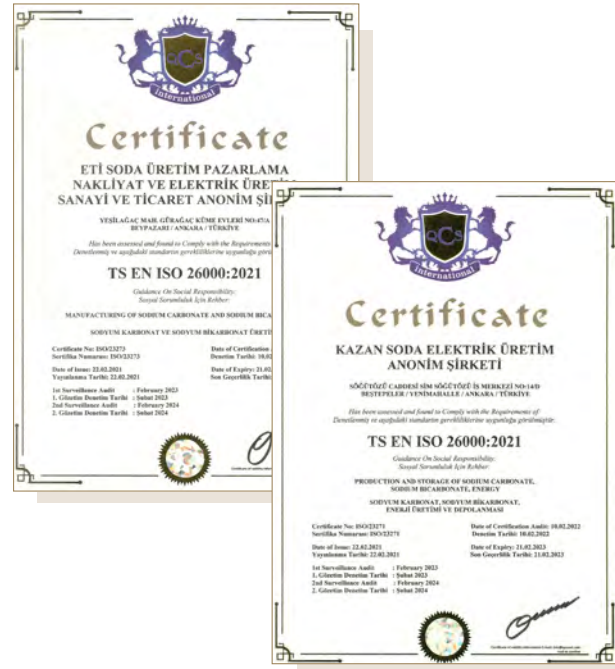 QCS
International
Certificate
ETİ SODA ÜRETİM PAZARLAMA
NAKLİYAT VE ELEKTRİK ÜRETİM
SANAYİ VE TİCARET ANONİM Şİ
YEŞİLAĞAÇ MAH. GÜRAĞAÇ KÜME EVLERİ NO:47/A
BEYPAZARI / ANKARA / TÜRKİYE
Has been assessed and found to Comply with the Requirements
Denetlenmiş ve aşağıdaki standartın gerekliliklerine uygunluğu görü
TS EN ISO 26000:2021
Guidance On Social Responsibility:
Sosyal Sorumluluk İçin Rehber:
MANUFACTURING OF SODIUM CARBONATE AND SODIUM BICA
SODYUM KARBONAT VE SODYUM BİKARBONAT ÜRETİ
Certificate No: ISO/23273 Date of Certification
Sertifika Numarası: ISO/23273 Denetim Tarihi: 10.02
Date of Issue: 22.02.2021 Date of Expiry: 21.02
Yayınlanma Tarihi: 22.02.2021 Son Geçerlilik Tarihi
1st Surveillance Audit : February 2023
1. Gözetim Denetim Tarihi : Şubat 2023
2nd Surveillance Audit : February 2024
2. Gözetim Denetim Tarihi : Şubat 2024
QCS
International
Certificate
KAZAN SODA ELEKTRİK ÜRETİM
ANONİM ŞİRKETİ
SÖĞÜTÖZÜ CADDESİ SİM SÖĞÜTÖZÜ İŞ MERKEZİ NO:14/D
BEŞTEPELER / YENİMAHALLE / ANKARA / TÜRKİYE
Has been assessed and found to Comply with the Requirements of
Denetlenmiş ve aşağıdaki standartın gerekliliklerine uygunluğu görülmüştür.
TS EN ISO 26000:2021
Guidance On Social Responsibility:
Sosyal Sorumluluk İçin Rehber:
PRODUCTION AND STORAGE OF SODIUM CARBONATE,
SODIUM BICARBONATE, ENERGY
SODYUM KARBONAT, SODYUM BİKARBONAT,
ENERJİ ÜRETİMİ VE DEPOLANMASI
Certificate No: ISO/23271 Date of Certification Audit: 10.02.2022
Sertifika Numarası: ISO/23271 Denetim Tarihi: 10.02.2022
Date of Issue: 22.02.2021 Date of Expiry: 21.02.2023
Yayınlanma Tarihi: 22.02.2021 Son Geçerlilik Tarihi: 21.02.2023
1st Surveillance Audit : February 2023
1. Gözetim Denetim Tarihi : Şubat 2023
2nd Surveillance Audit : February 2024
2. Gözetim Denetim Tarihi : Şubat 2024